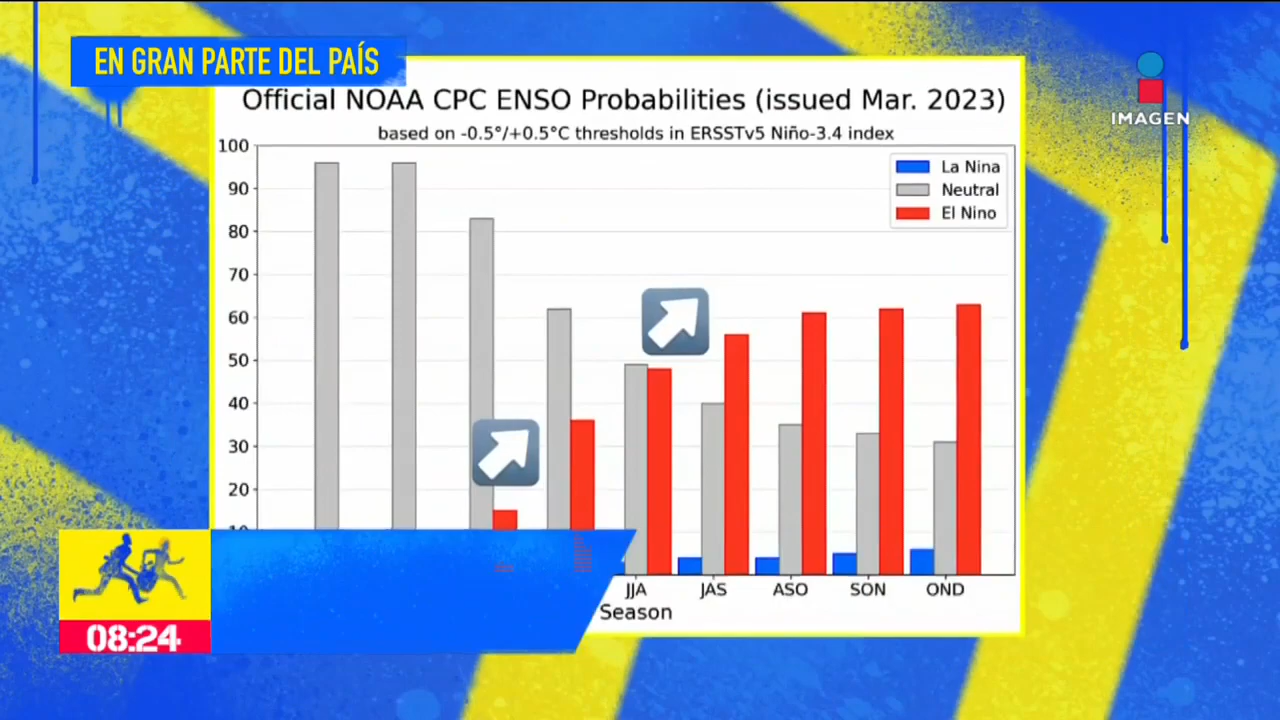 EN GRAN PARTE DEL PAÍS
IMAGEN
Official NOAA CPC ENSO Probabilities (issued Mar. 2023)
based on -0.5°/+0.5°C thresholds in ERSSTv5 Niño-3.4 index
La Nina
Neutral
El Nino
100
90
80
70
60
50
40
30
20
JJA JAS ASO SON OND
Season
08:24